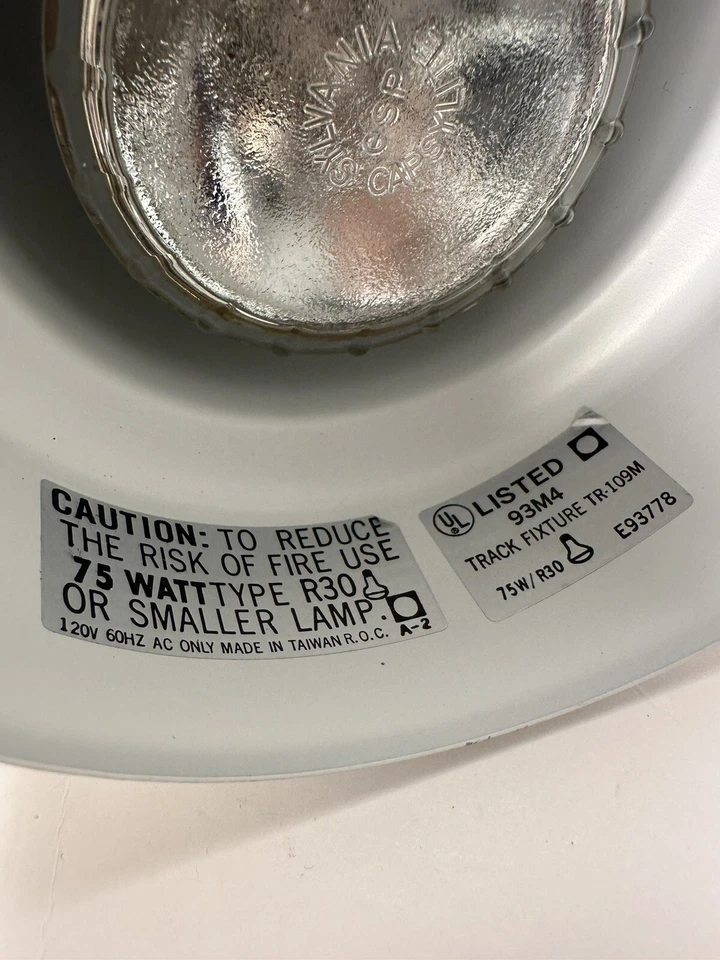 SYLVANIA
CAPSYLITE
CAUTION: TO REDUCE
THE RISK OF FIRE USE
75 WATT TYPE R30
OR SMALLER LAMP.
120V 60HZ AC ONLY MADE IN TAIWAN R.O.C. A-2
UL LISTED
93M4
TRACK FIXTURE TR-109M
75W/R30 E93778